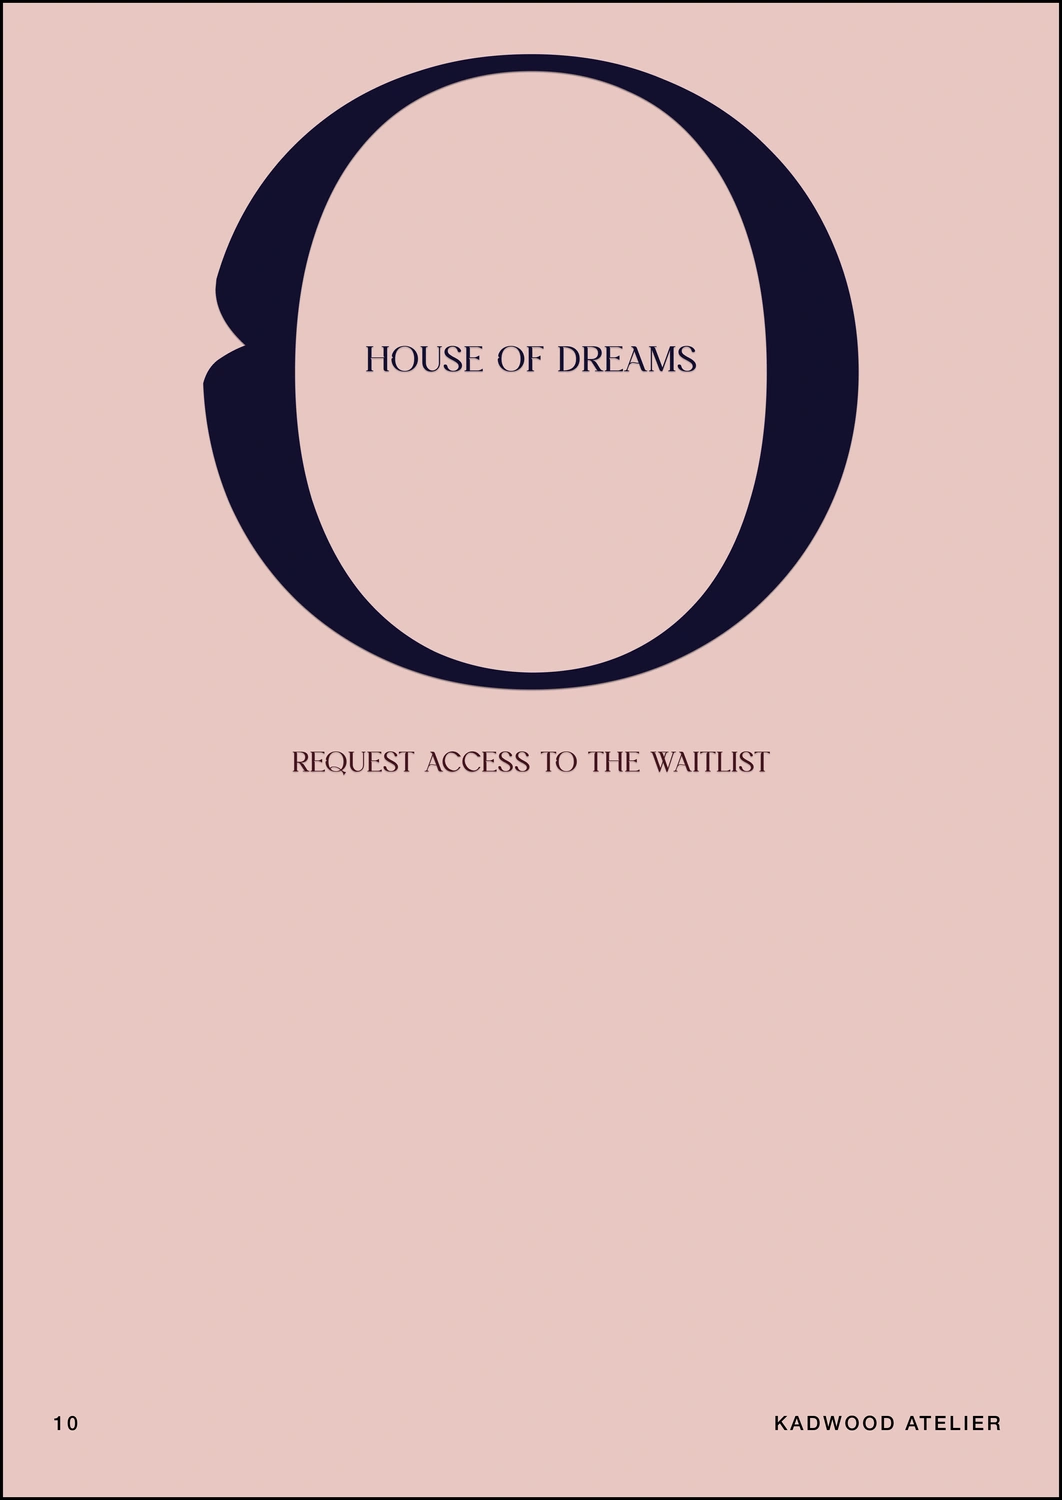 O
HOUSE OF DREAMS
REQUEST ACCESS TO THE WAITLIST
10
KADWOOD ATELIER